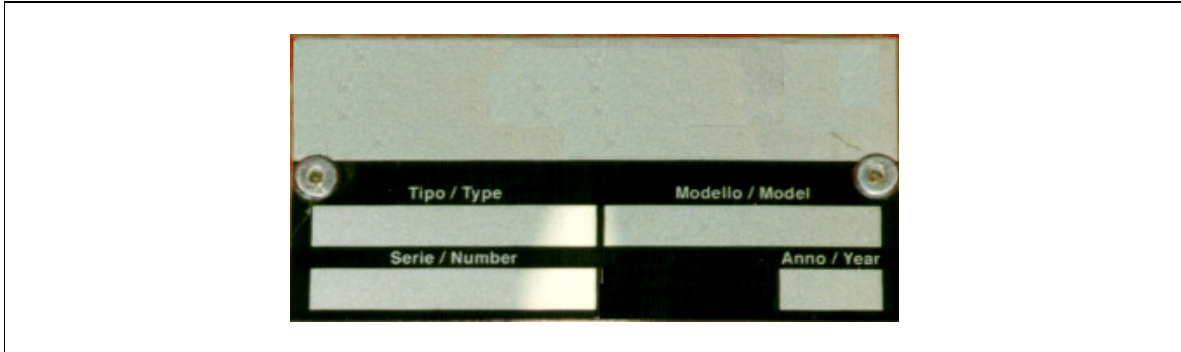 Tipo / Type Modello / Model
Serie / Number Anno / Year